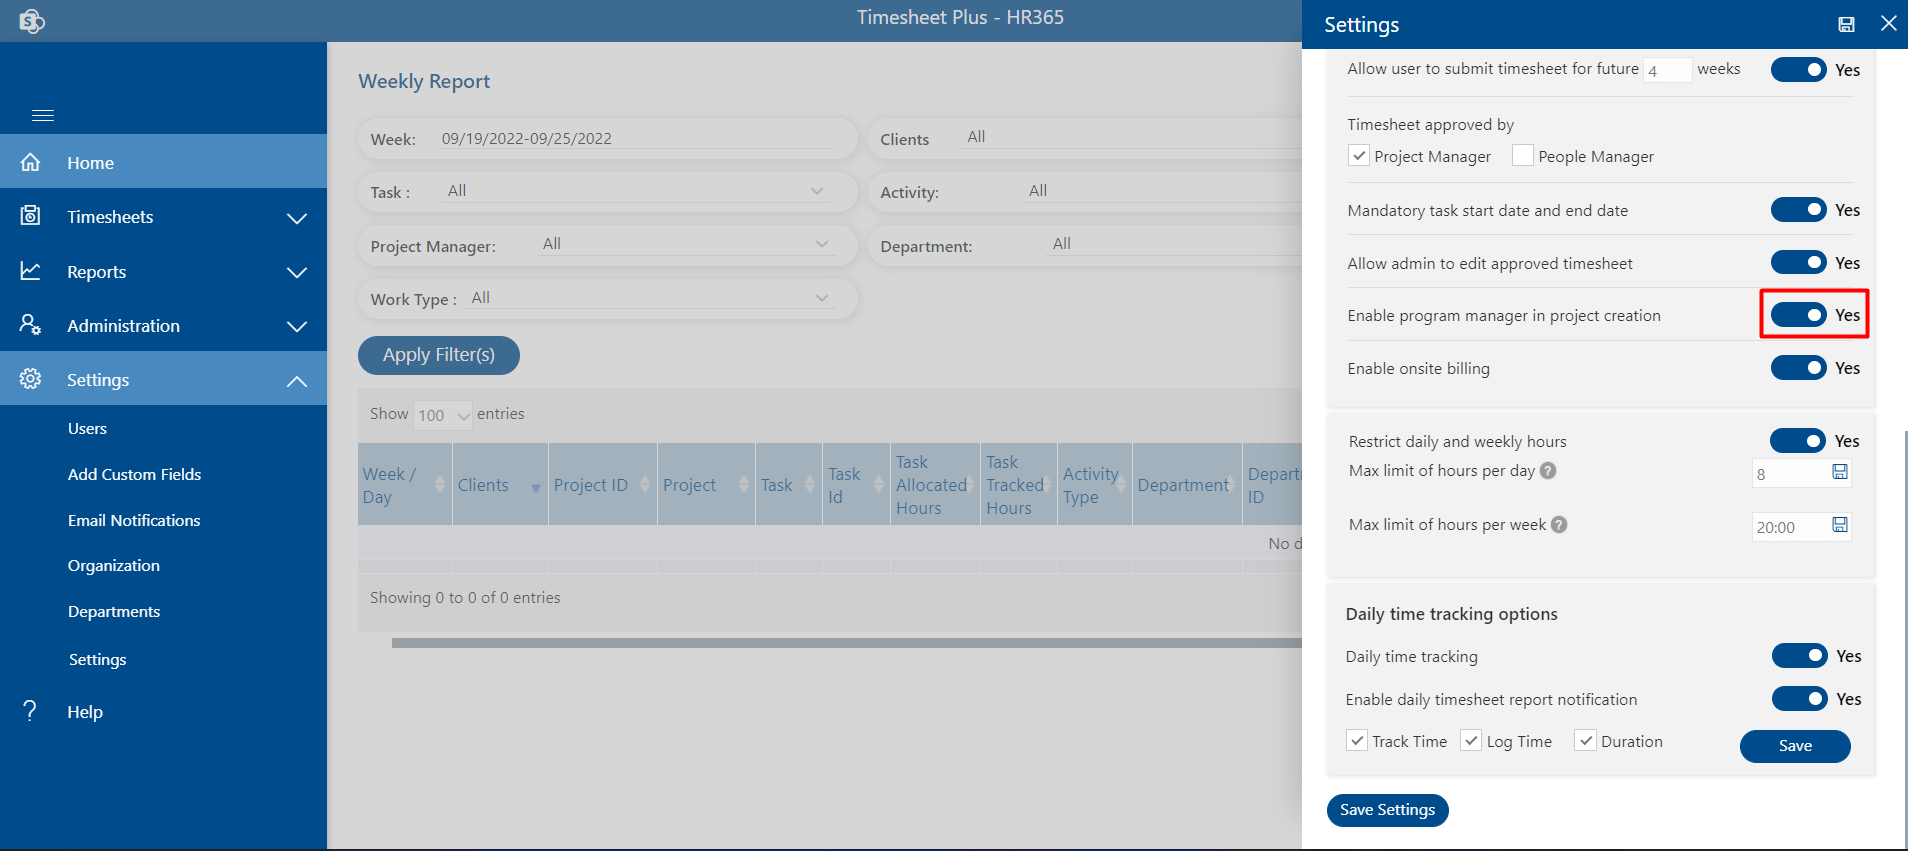 Timesheet Plus - HR365
Home
Timesheets
Reports
Administration
Settings
Users
Add Custom Fields
Email Notifications
Organization
Departments
Settings
? Help
Weekly Report
Week: 09/19/2022-09/25/2022
Clients All
Task : All
Activity: All
Project Manager: All
Department: All
Work Type : All
Apply Filter(s)
Show 100 entries
Week / Day
Clients
Project ID
Project
Task
Task Id
Task Allocated Hours
Task Tracked Hours
Activity Type
Department
Depart ID
No d
Showing 0 to 0 of 0 entries
Settings
Allow user to submit timesheet for future 4 weeks Yes
Timesheet approved by
Project Manager People Manager
Mandatory task start date and end date Yes
Allow admin to edit approved timesheet Yes
Enable program manager in project creation Yes
Enable onsite billing Yes
Restrict daily and weekly hours Yes
Max limit of hours per day ? 8
Max limit of hours per week ? 20:00
Daily time tracking options
Daily time tracking Yes
Enable daily timesheet report notification Yes
Track Time Log Time Duration Save
Save Settings